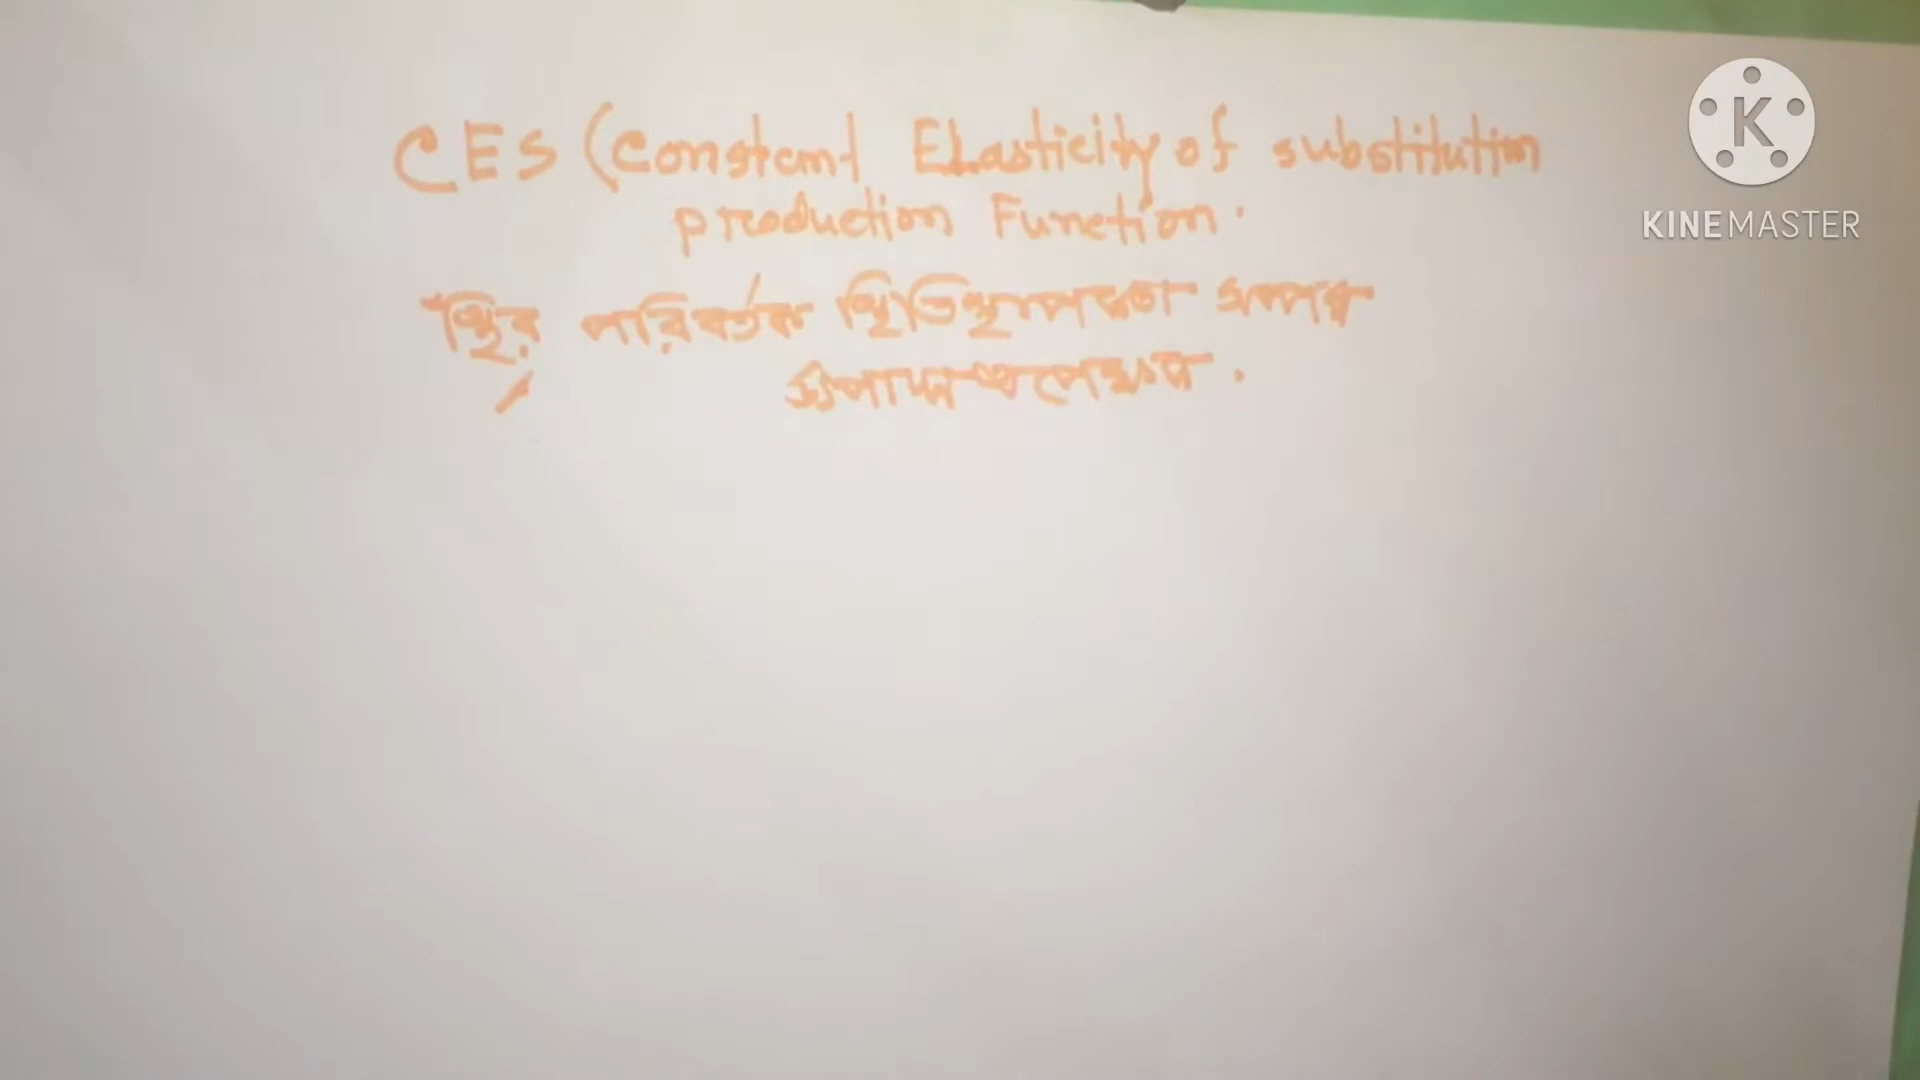 CES (Constant Elasticity of substitution
production Function.
স্থির পরিবর্তক স্থিতিস্থাপকতা সম্পন্ন
উৎপাদন অপেক্ষক.
K
KINEMASTER